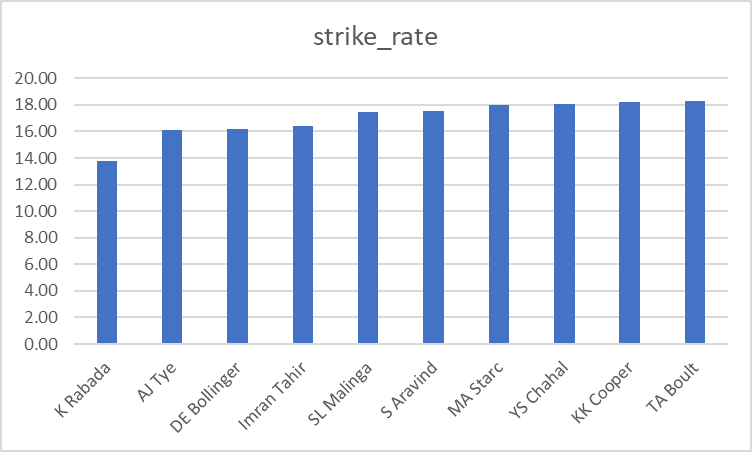 strike_rate
20.00
18.00
16.00
14.00
12.00
10.00
8.00
6.00
4.00
2.00
0.00
K Rabada
AJ Tye
DE Bollinger
Imran Tahir
SL Malinga
S Aravind
MA Starc
YS Chahal
KK Cooper
TA Boult